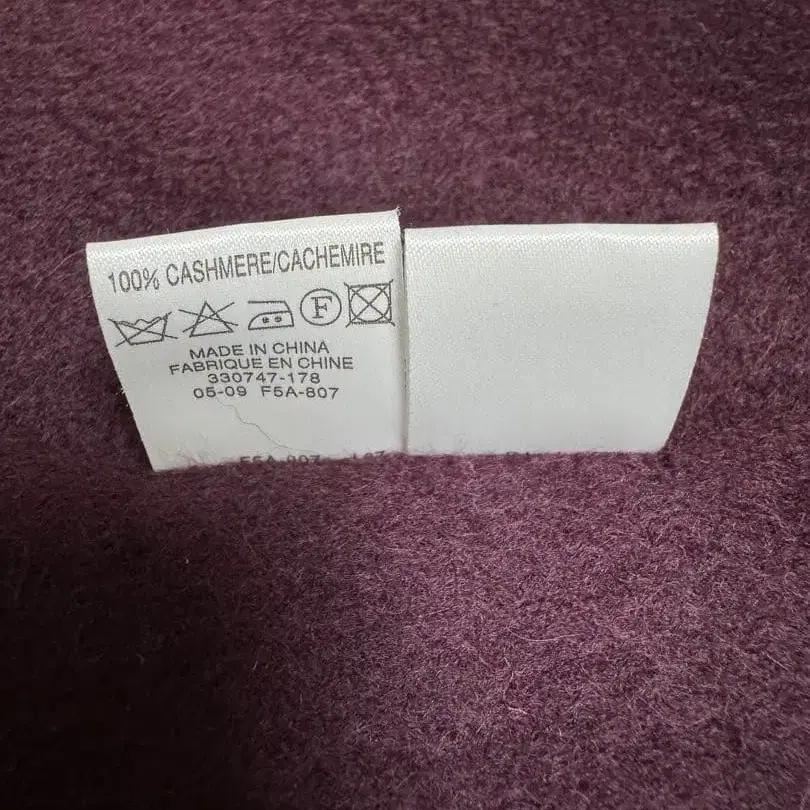 100% CASHMERE/CACHEMIRE
F
MADE IN CHINA
FABRIQUE EN CHINE
330747-178
05-09 F5A-807